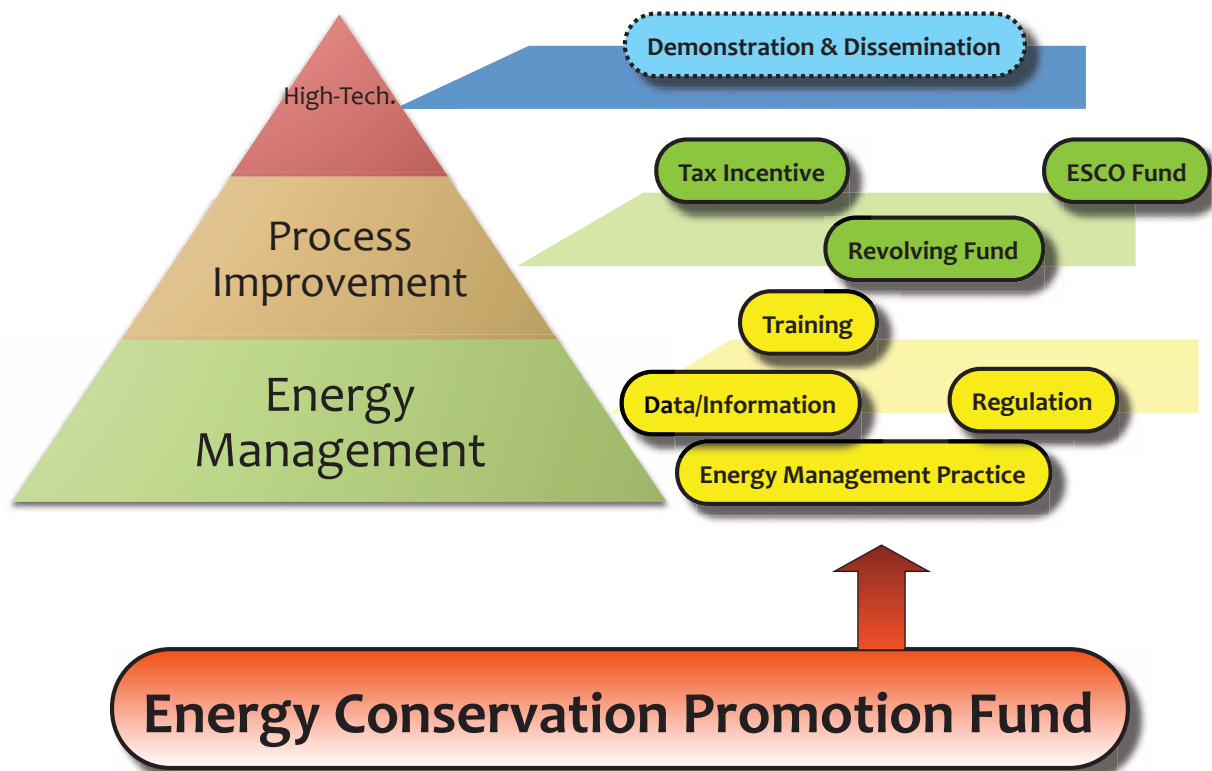 Demonstration & Dissemination
High-Tech.
Tax Incentive
ESCO Fund
Process
Improvement
Revolving Fund
Training
Energy
Management
Data/Information
Regulation
Energy Management Practice
Energy Conservation Promotion Fund